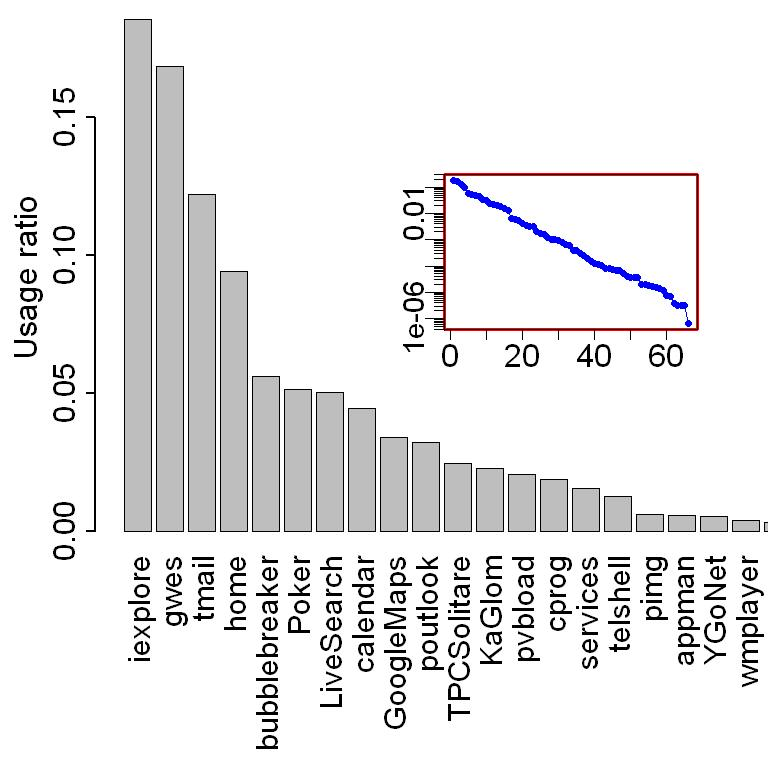 Usage ratio
0.15
0.10
0.05
0.00
0.01
1e-06
0 20 40 60
iexplore
gwes
tmail
home
bubblebreaker
Poker
LiveSearch
calendar
GoogleMaps
poutlook
TPCSolitare
KaGlom
pvbload
cprog
services
telshell
pimg
appman
YGoNet
wmplayer